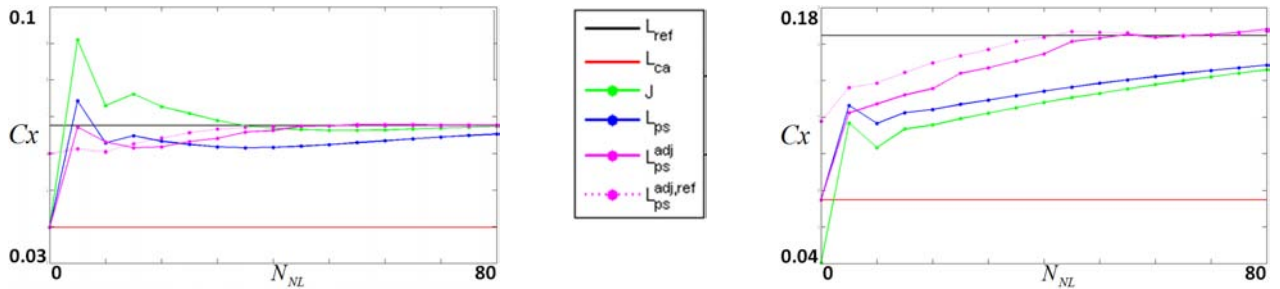 0.1
Cx
0.03
0
N_NL
80
L_ref
L_ca
J
L_ps
L_ps^adj
L_ps^adj,ref
0.18
Cx
0.04
0
N_NL
80